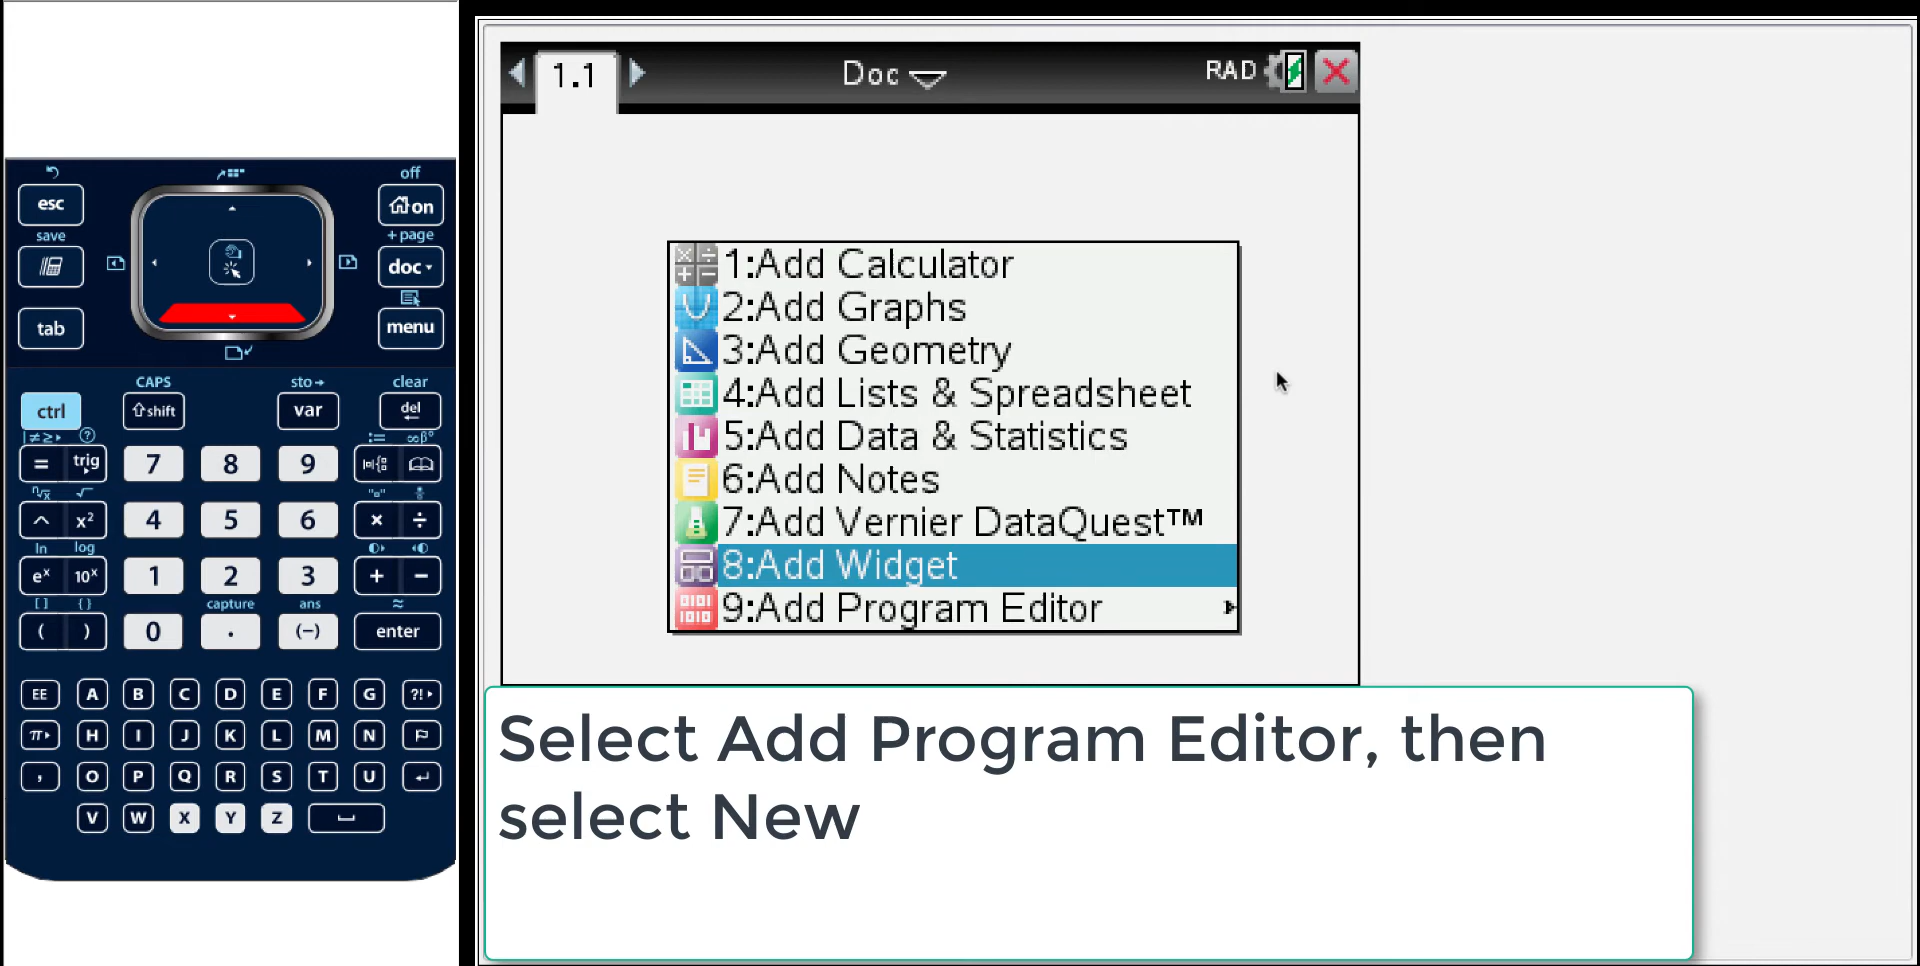 1.1
Doc
RAD
1:Add Calculator
2:Add Graphs
3:Add Geometry
4:Add Lists & Spreadsheet
5:Add Data & Statistics
6:Add Notes
7:Add Vernier DataQuest™
8:Add Widget
9:Add Program Editor
Select Add Program Editor, then
select New
off
esc
on
save
+ page
doc
tab
menu
CAPS
sto→
clear
ctrl
⇧shift
var
del
|≠≥▸
:=
∞β°
=
trig
7
8
9
ⁿ√x
√
"▫"
^
x²
4
5
6
×
÷
ln
log
eˣ
10ˣ
1
2
3
+
−
[ ]
{ }
capture
ans
≈
(
)
0
.
(−)
enter
EE
A
B
C
D
E
F
G
?!▸
π▸
H
I
J
K
L
M
N
,
O
P
Q
R
S
T
U
↵
V
W
X
Y
Z